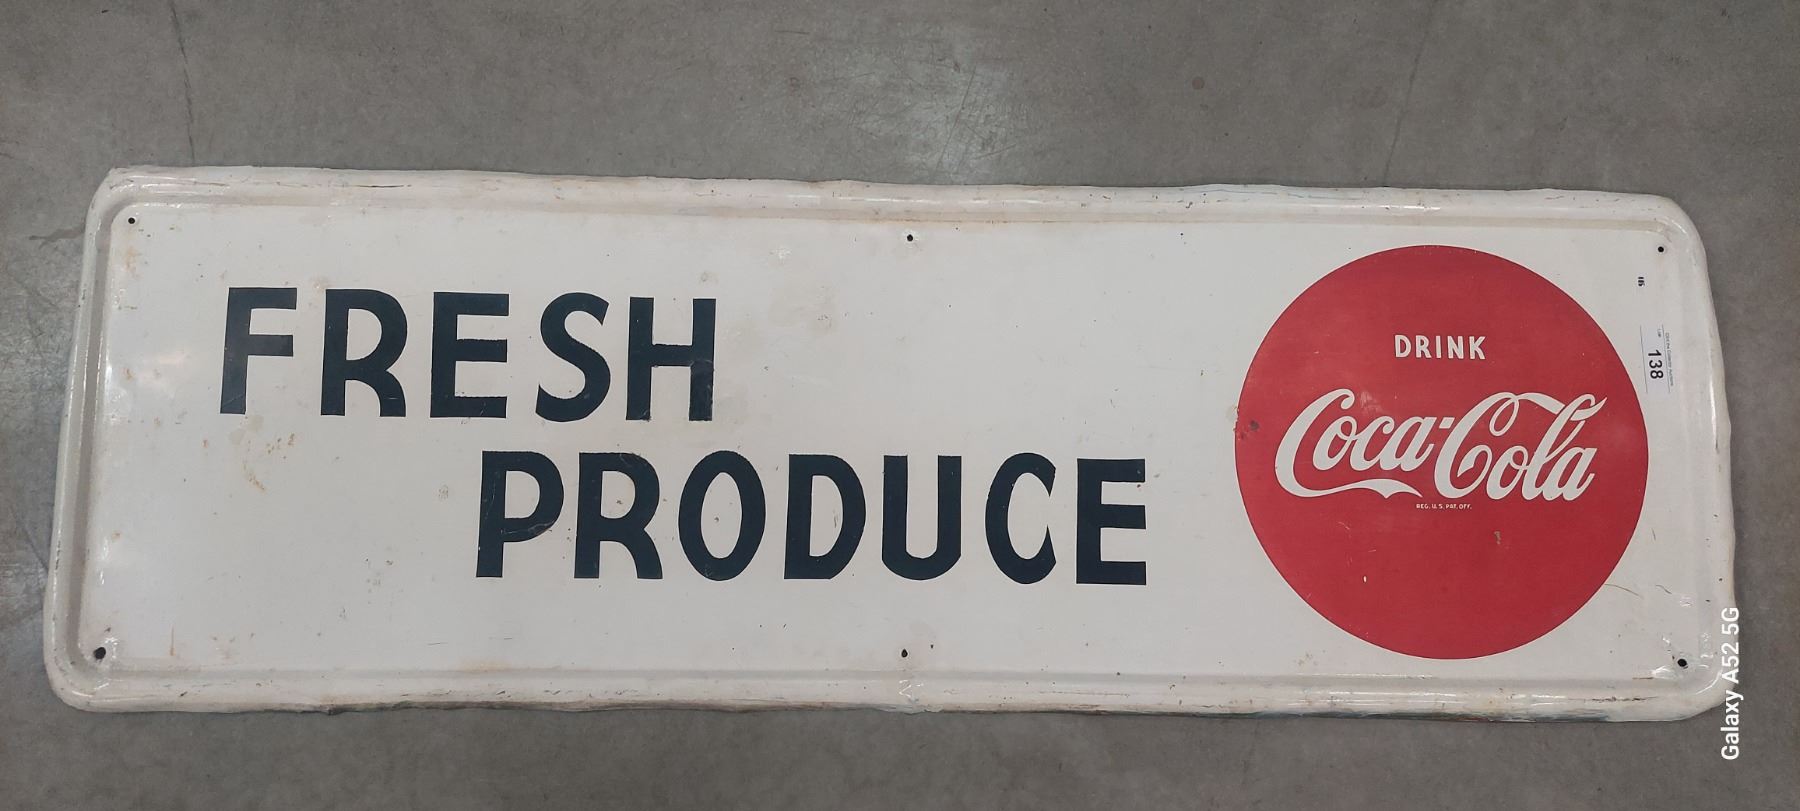 FRESH
PRODUCE
DRINK
Coca-Cola
REG. U.S. PAT. OFF.
138
Galaxy A52 5G